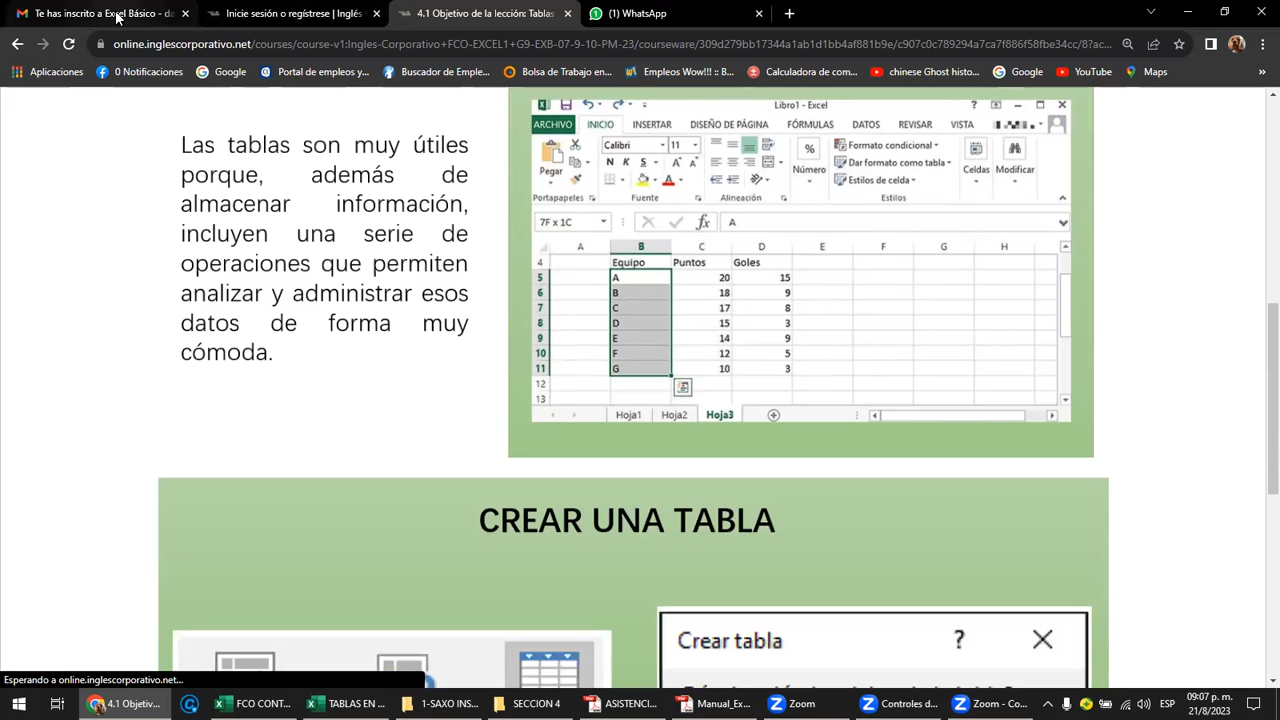 Te has inscrito a Excel Básico - da
Inicie sesión o regístrese | Inglés
4.1 Objetivo de la lección: Tablas
(1) WhatsApp
online.inglescorporativo.net/courses/course-v1:Ingles-Corporativo+FCO-EXCEL1+G9-EXB-07-9-10-PM-23/courseware/309d279bb17344a1ab1d1bb4af881b9e/c907c0c789294a7ca7f886f58fbe34cc/8?ac...
Aplicaciones
0 Notificaciones
Google
Portal de empleos y...
Buscador de Emple...
Bolsa de Trabajo en...
Empleos Wow!!! :: B...
Calculadora de com...
chinese Ghost histo...
Google
YouTube
Maps
Las tablas son muy útiles
porque, además de
almacenar información,
incluyen una serie de
operaciones que permiten
analizar y administrar esos
datos de forma muy
cómoda.
Libro1 - Excel
ARCHIVO INICIO INSERTAR DISEÑO DE PÁGINA FÓRMULAS DATOS REVISAR VISTA
Pegar
Calibri 11
N K S
Número
Formato condicional
Dar formato como tabla
Estilos de celda
Celdas
Modificar
Portapapeles Fuente Alineación Estilos
7F x 1C fx A
A B C D E F G H
4 Equipo Puntos Goles
5 A 20 15
6 B 18 9
7 C 17 8
8 D 15 3
9 E 14 9
10 F 12 5
11 G 10 3
12
13
Hoja1 Hoja2 Hoja3
CREAR UNA TABLA
Crear tabla ?
Esperando a online.inglescorporativo.net...
4.1 Objetiv...
FCO CONT...
TABLAS EN ...
1-SAXO INS...
SECCION 4
ASISTENCI...
Manual_Ex...
Zoom
Controles d...
Zoom - Co...
ESP
09:07 p. m.
21/8/2023